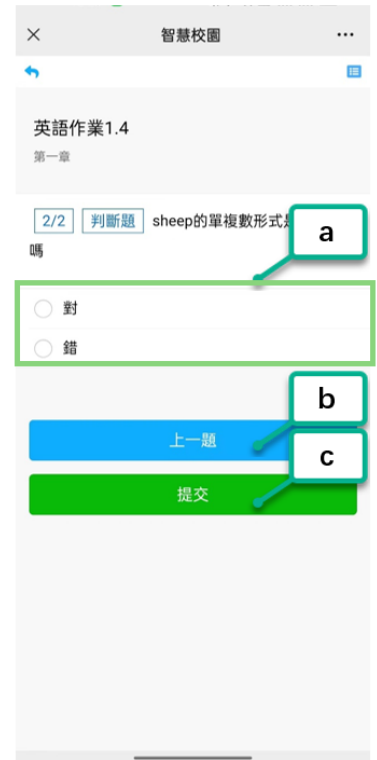 智慧校園
英語作業1.4
第一章
2/2 判斷題 sheep的單複數形式
嗎
a
對
錯
b
上一題
c
提交